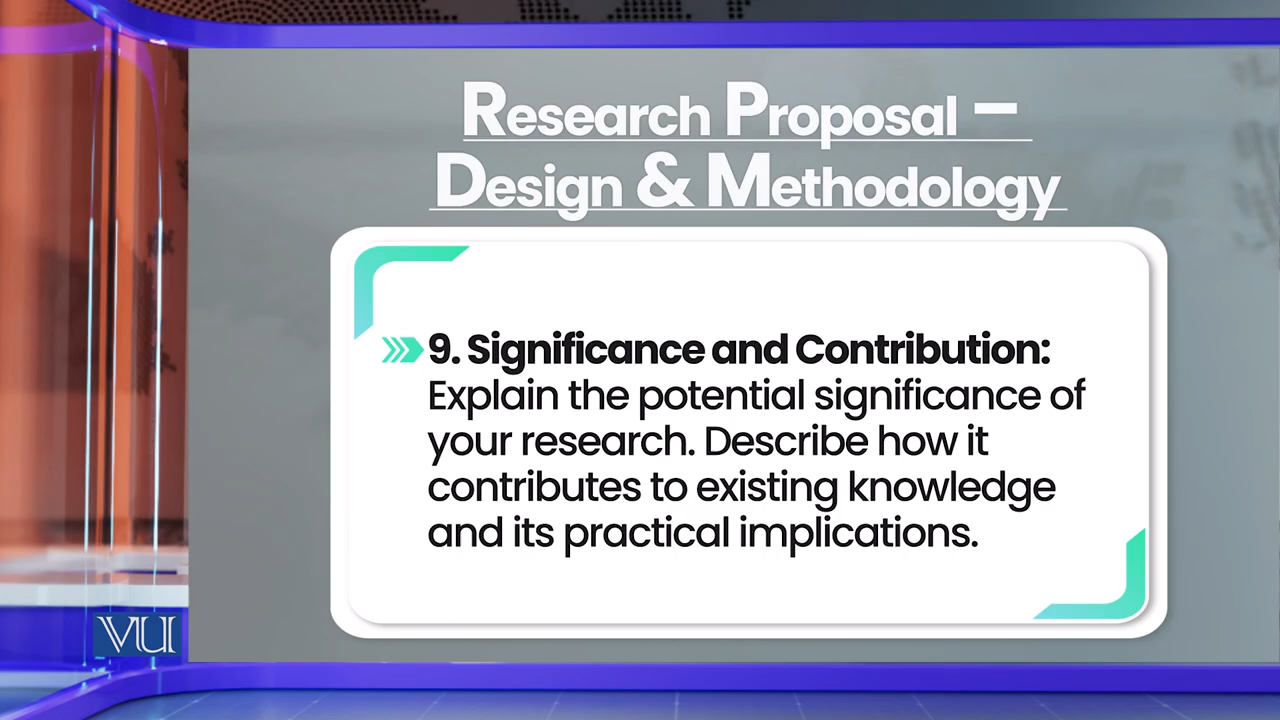 Research Proposal –
Design & Methodology
9. Significance and Contribution:
Explain the potential significance of
your research. Describe how it
contributes to existing knowledge
and its practical implications.
VU